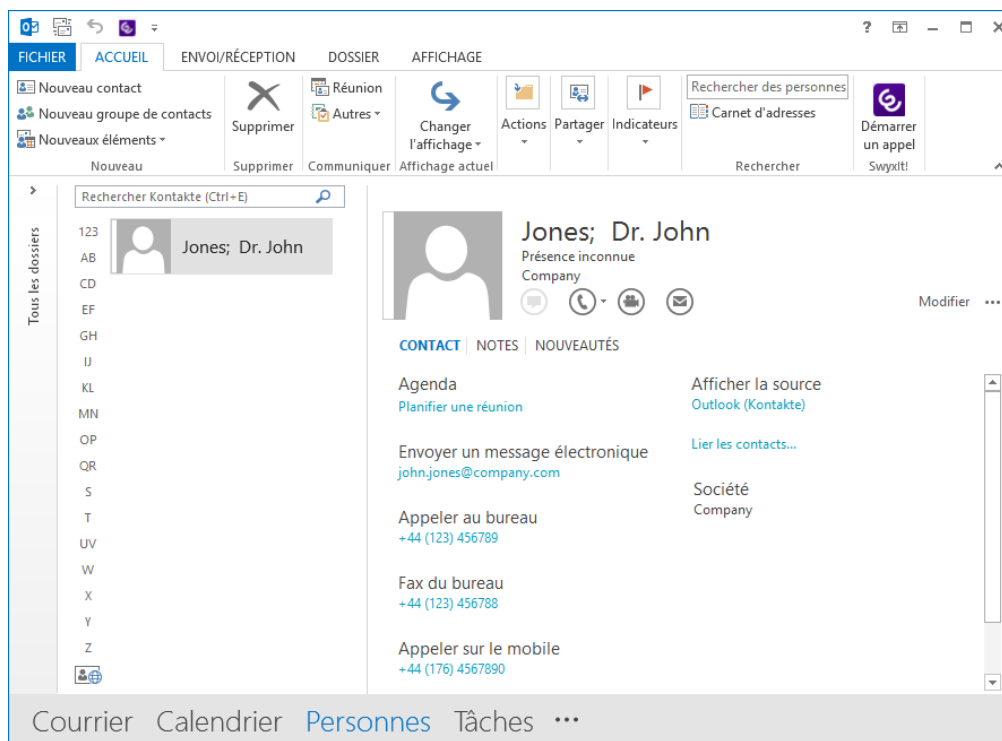 FICHIER ACCUEIL ENVOI/RÉCEPTION DOSSIER AFFICHAGE
Nouveau contact
Nouveau groupe de contacts
Nouveaux éléments
Nouveau
Supprimer
Supprimer
Réunion
Autres
Communiquer
Changer
l'affichage
Affichage actuel
Actions
Partager
Indicateurs
Rechercher des personnes
Carnet d'adresses
Rechercher
Démarrer
un appel
SwyxIt!
Tous les dossiers
Rechercher Kontakte (Ctrl+E)
123
AB
CD
EF
GH
IJ
KL
MN
OP
QR
S
T
UV
W
X
Y
Z
Jones; Dr. John
Jones; Dr. John
Présence inconnue
Company
Modifier
CONTACT NOTES NOUVEAUTÉS
Agenda
Planifier une réunion
Envoyer un message électronique
john.jones@company.com
Appeler au bureau
+44 (123) 456789
Fax du bureau
+44 (123) 456788
Appeler sur le mobile
+44 (176) 4567890
Afficher la source
Outlook (Kontakte)
Lier les contacts...
Société
Company
Courrier Calendrier Personnes Tâches